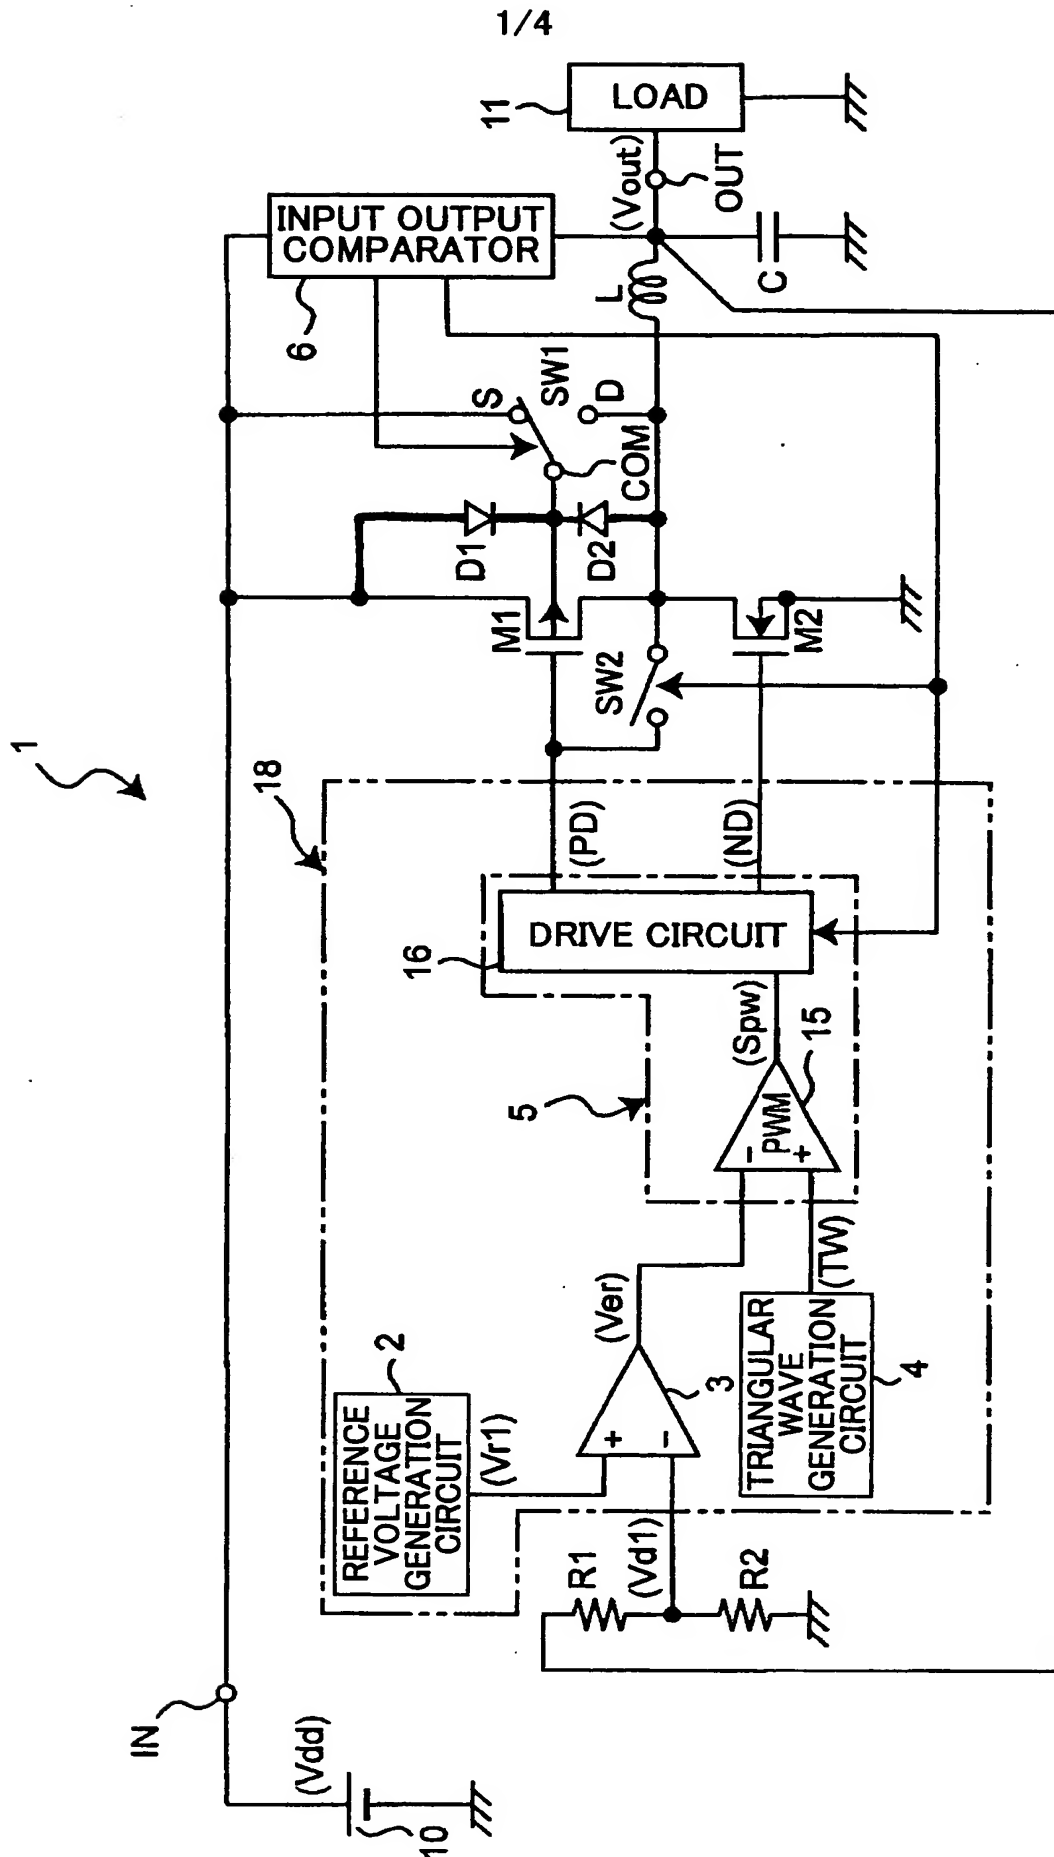 1/4
1
IN
(Vdd)
10
18
REFERENCE
VOLTAGE
GENERATION
CIRCUIT
2
(Vr1)
R1
(Vd1)
R2
+
-
3
(Ver)
TRIANGULAR
WAVE
GENERATION
CIRCUIT
4
(TW)
5
-
PWM
+
15
(Spw)
16
DRIVE CIRCUIT
(PD)
(ND)
SW2
M1
M2
D1
D2
COM
S
SW1
D
6
INPUT OUTPUT
COMPARATOR
L
C
(Vout)
OUT
11
LOAD